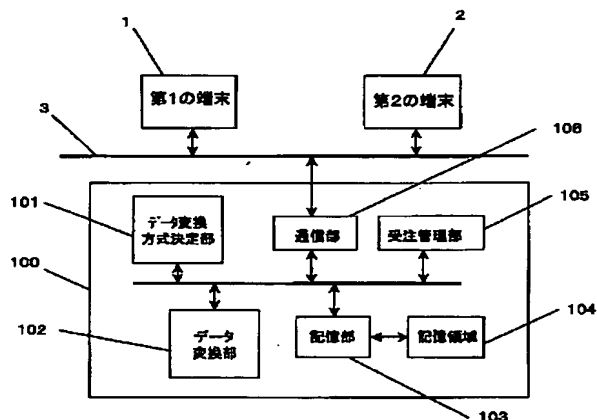 1
2
第1の端末
第2の端末
3
106
101
データ変換
方式決定部
通信部
受注管理部
105
100
102
データ
変換部
記憶部
記憶領域
104
103